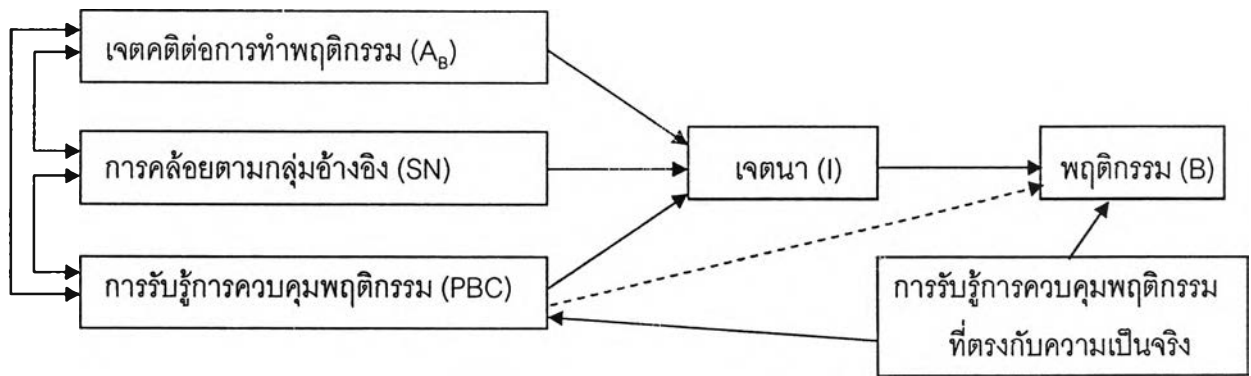 เจตคติต่อการทำพฤติกรรม (AB)
การคล้อยตามกลุ่มอ้างอิง (SN)
เจตนา (I)
พฤติกรรม (B)
การรับรู้การควบคุมพฤติกรรม (PBC)
การรับรู้การควบคุมพฤติกรรม
ที่ตรงกับความเป็นจริง